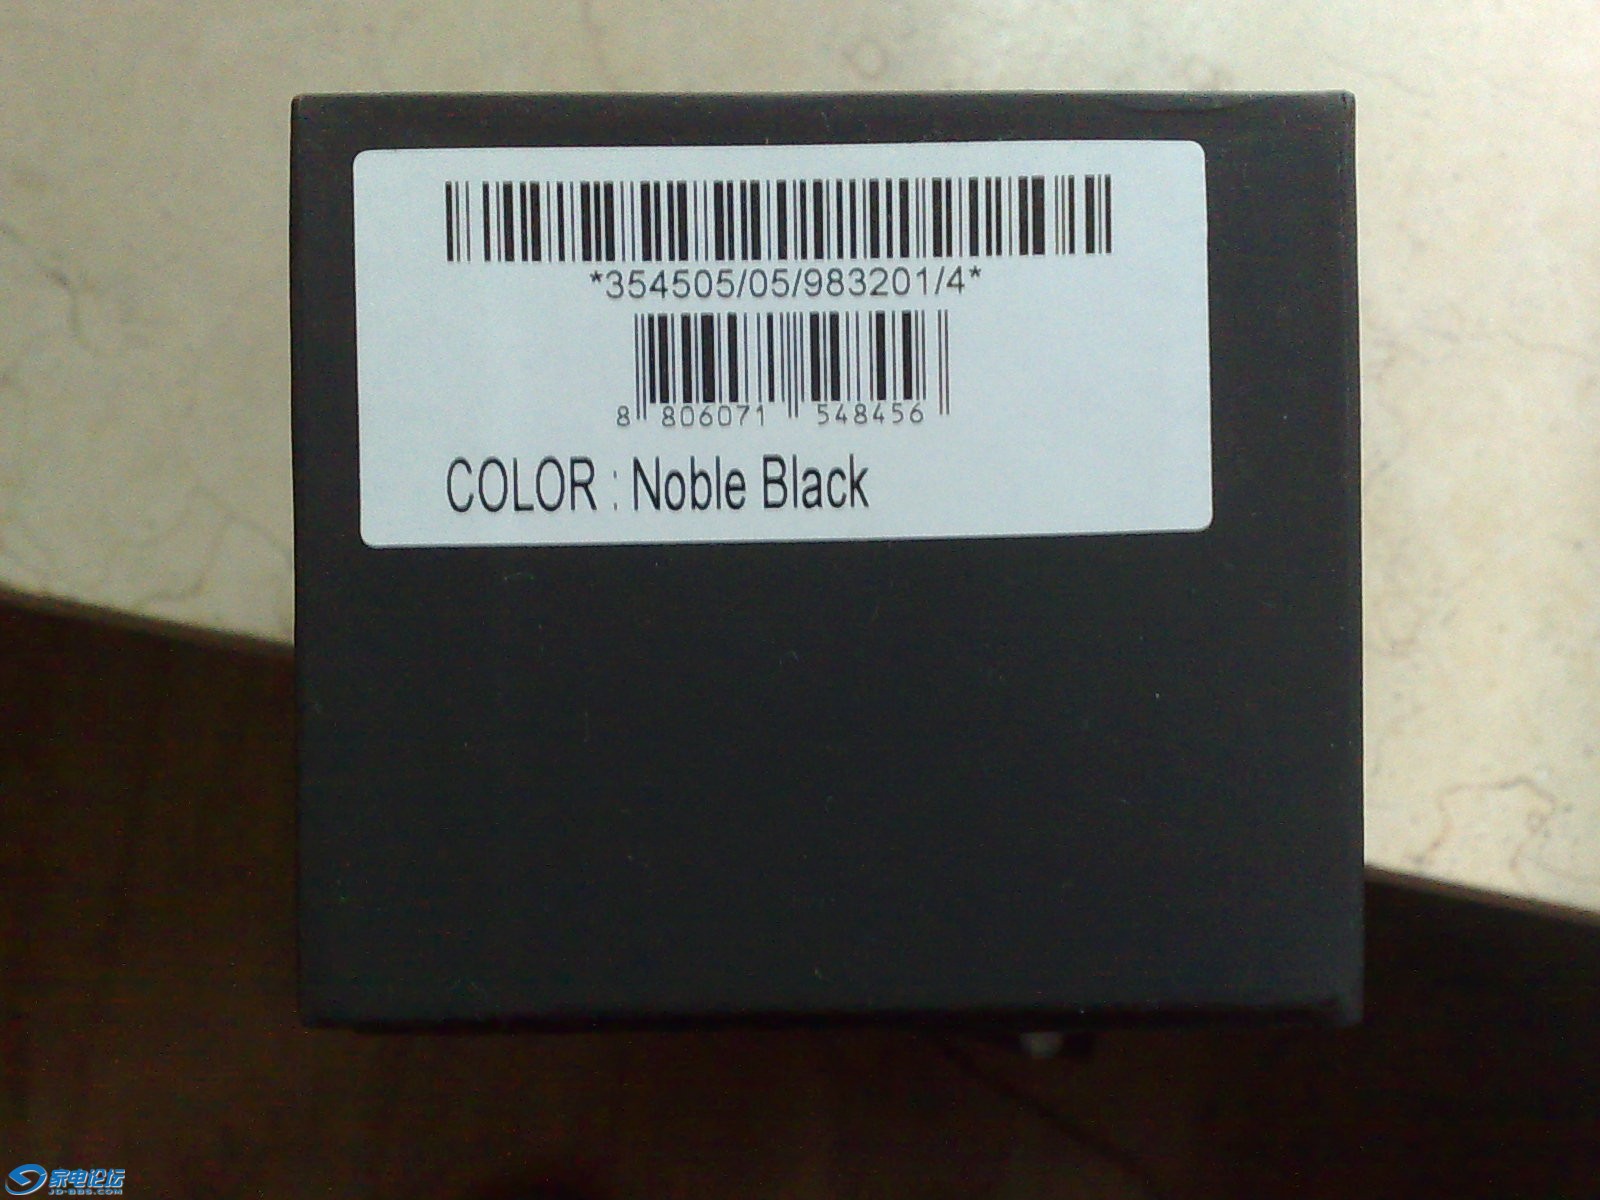 *354505/05/983201/4*
8 806071 548456
COLOR : Noble Black
家电论坛
JD-BBS.COM